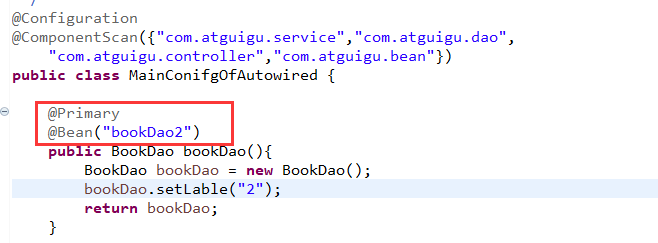 @Configuration
@ComponentScan({"com.atguigu.service","com.atguigu.dao",
"com.atguigu.controller","com.atguigu.bean"})
public class MainConifgOfAutowired {
@Primary
@Bean("bookDao2")
public BookDao bookDao(){
BookDao bookDao = new BookDao();
bookDao.setLable("2");
return bookDao;
}